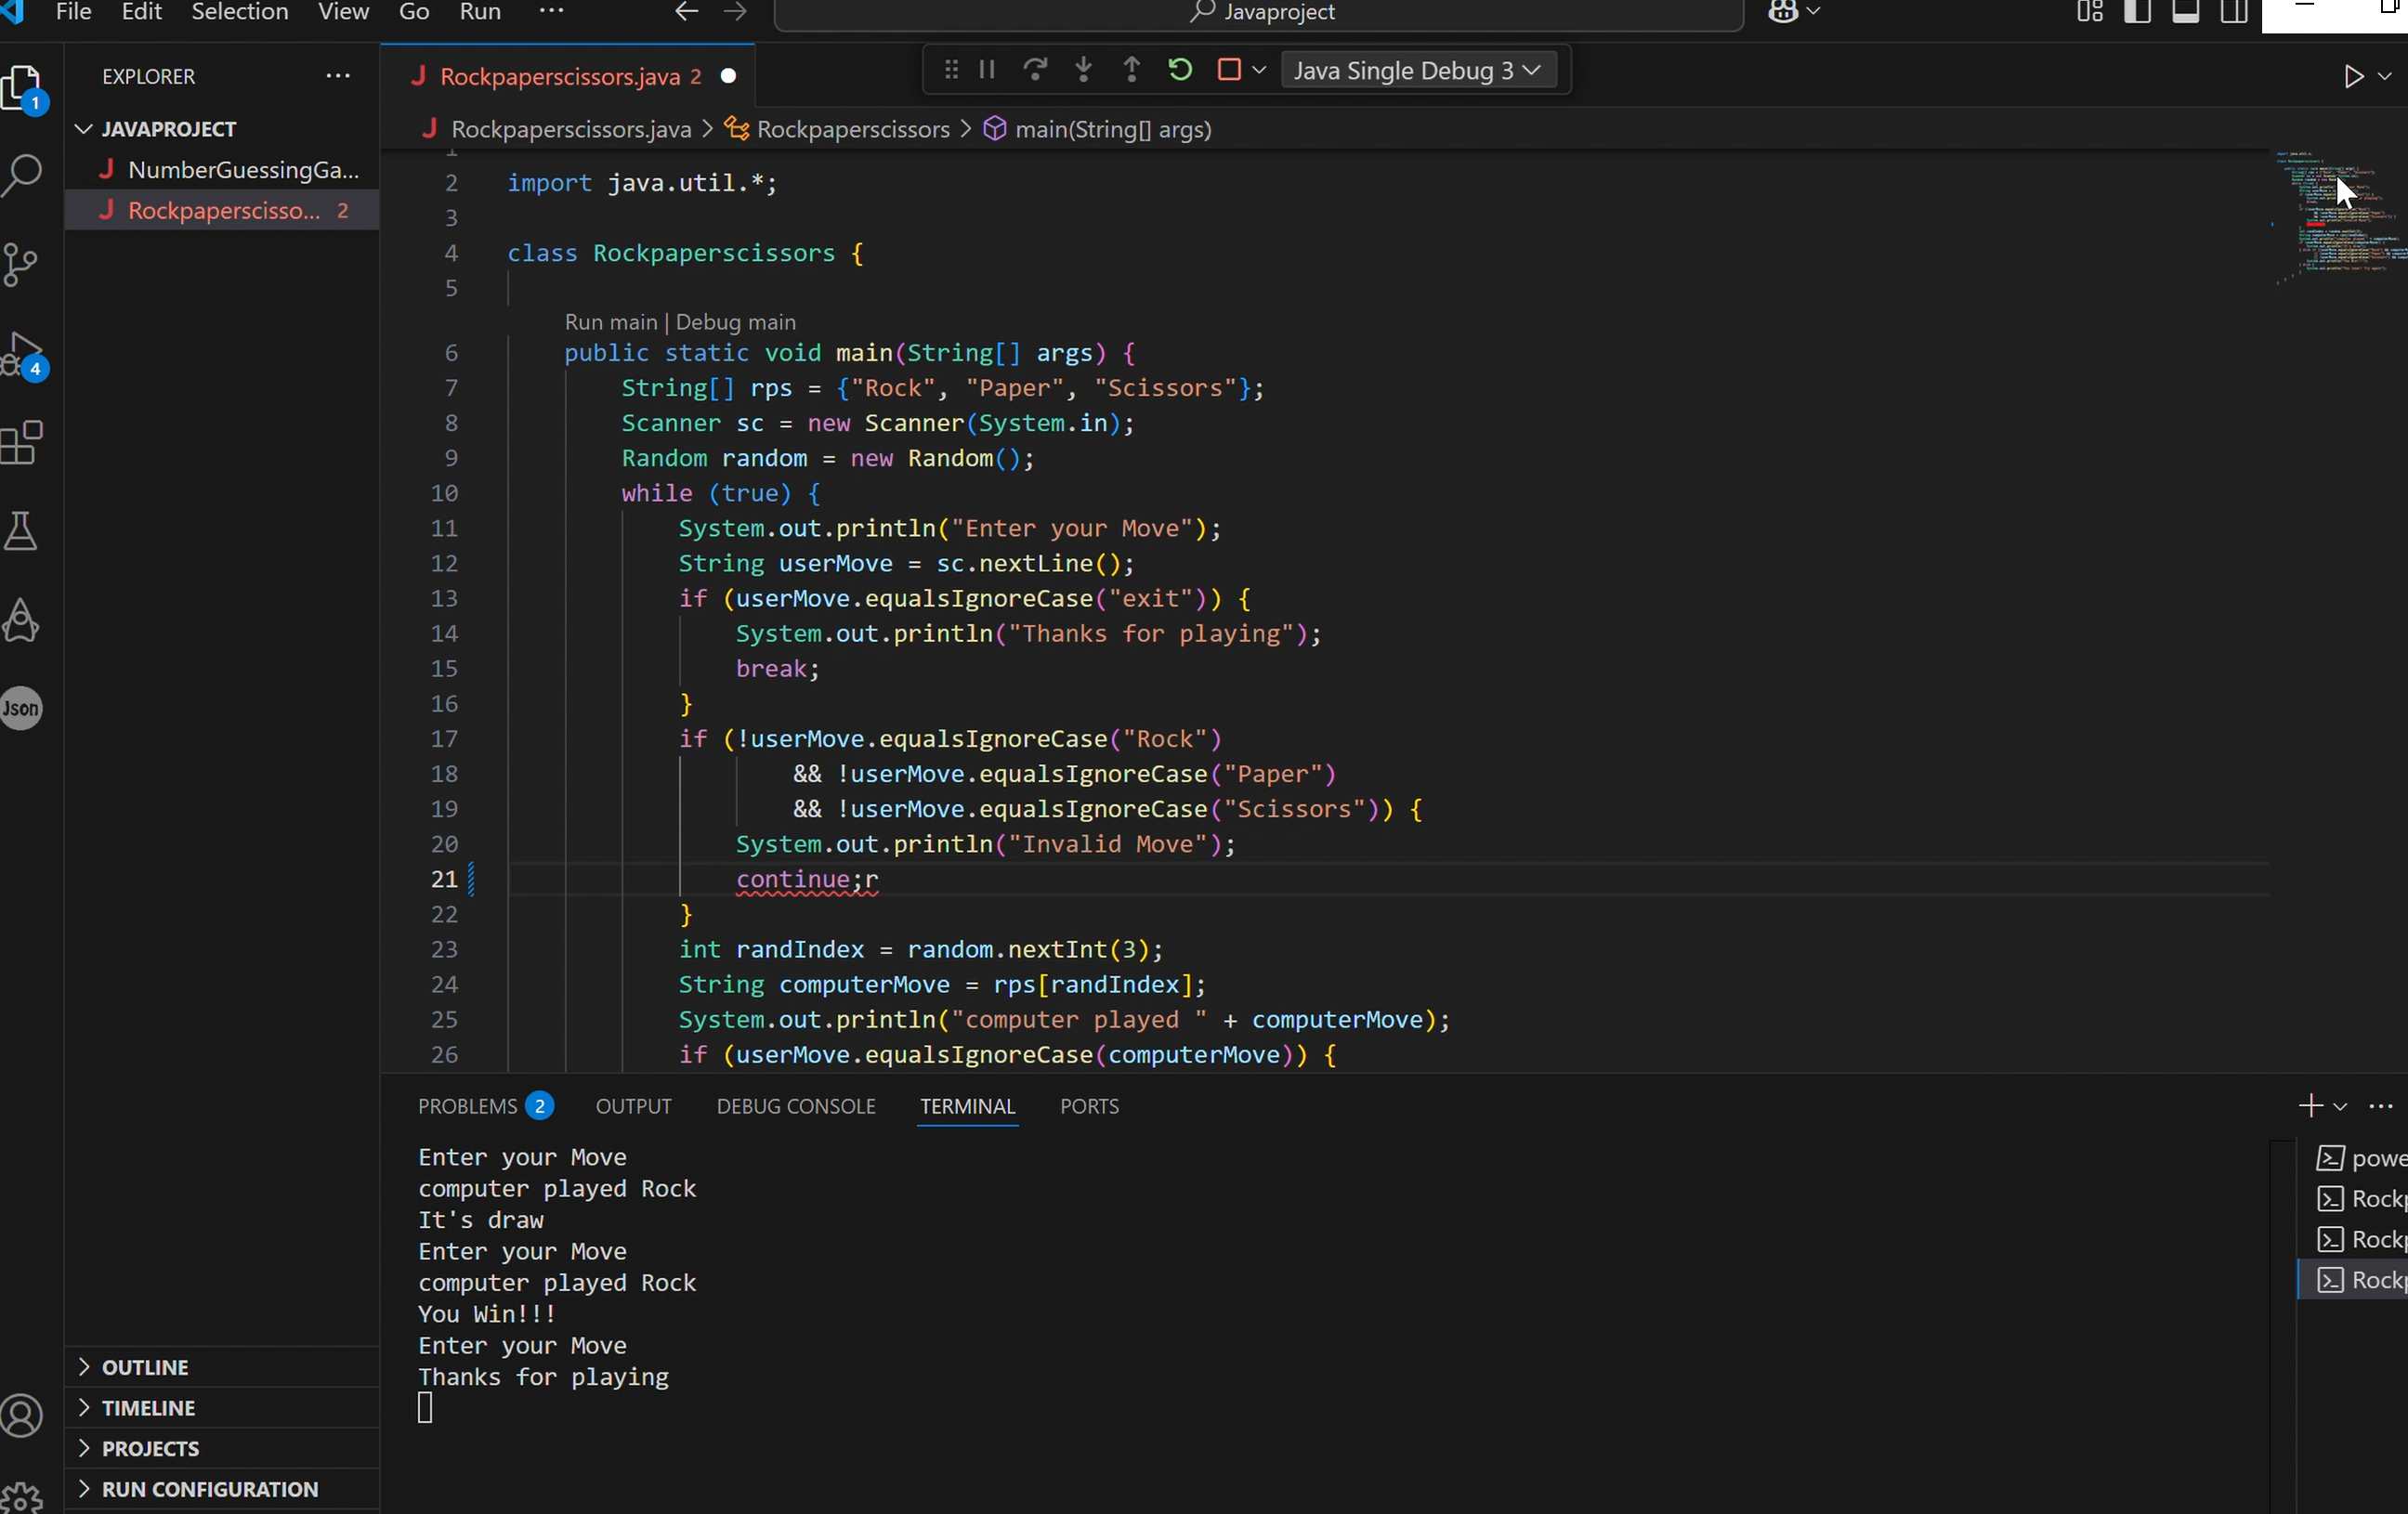 File Edit Selection View Go Run ···
Javaproject
EXPLORER ···
JAVAPROJECT
NumberGuessingGa...
Rockpaperscisso... 2
1
4
Json
OUTLINE
TIMELINE
PROJECTS
RUN CONFIGURATION
Rockpaperscissors.java 2
Java Single Debug 3
Rockpaperscissors.java > Rockpaperscissors > main(String[] args)
1
2 import java.util.*;
3
4 class Rockpaperscissors {
5
Run main | Debug main
6 public static void main(String[] args) {
7 String[] rps = {"Rock", "Paper", "Scissors"};
8 Scanner sc = new Scanner(System.in);
9 Random random = new Random();
10 while (true) {
11 System.out.println("Enter your Move");
12 String userMove = sc.nextLine();
13 if (userMove.equalsIgnoreCase("exit")) {
14 System.out.println("Thanks for playing");
15 break;
16 }
17 if (!userMove.equalsIgnoreCase("Rock")
18 && !userMove.equalsIgnoreCase("Paper")
19 && !userMove.equalsIgnoreCase("Scissors")) {
20 System.out.println("Invalid Move");
21 continue;r
22 }
23 int randIndex = random.nextInt(3);
24 String computerMove = rps[randIndex];
25 System.out.println("computer played " + computerMove);
26 if (userMove.equalsIgnoreCase(computerMove)) {
PROBLEMS 2 OUTPUT DEBUG CONSOLE TERMINAL PORTS
Enter your Move
computer played Rock
It's draw
Enter your Move
computer played Rock
You Win!!!
Enter your Move
Thanks for playing
powe
Rockp
Rockp
Rockp